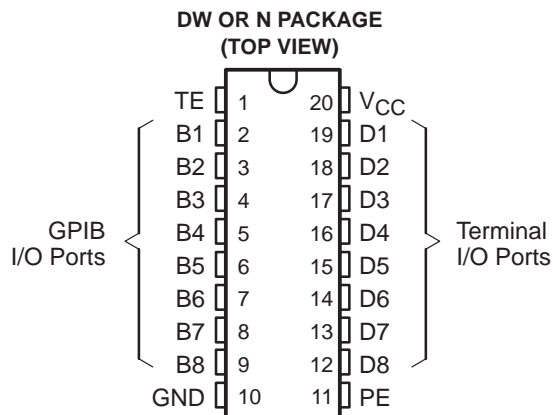 DW OR N PACKAGE
(TOP VIEW)
TE 1 20 VCC
B1 2 19 D1
B2 3 18 D2
B3 4 17 D3
B4 5 16 D4
B5 6 15 D5
B6 7 14 D6
B7 8 13 D7
B8 9 12 D8
GND 10 11 PE
GPIB
I/O Ports
Terminal
I/O Ports